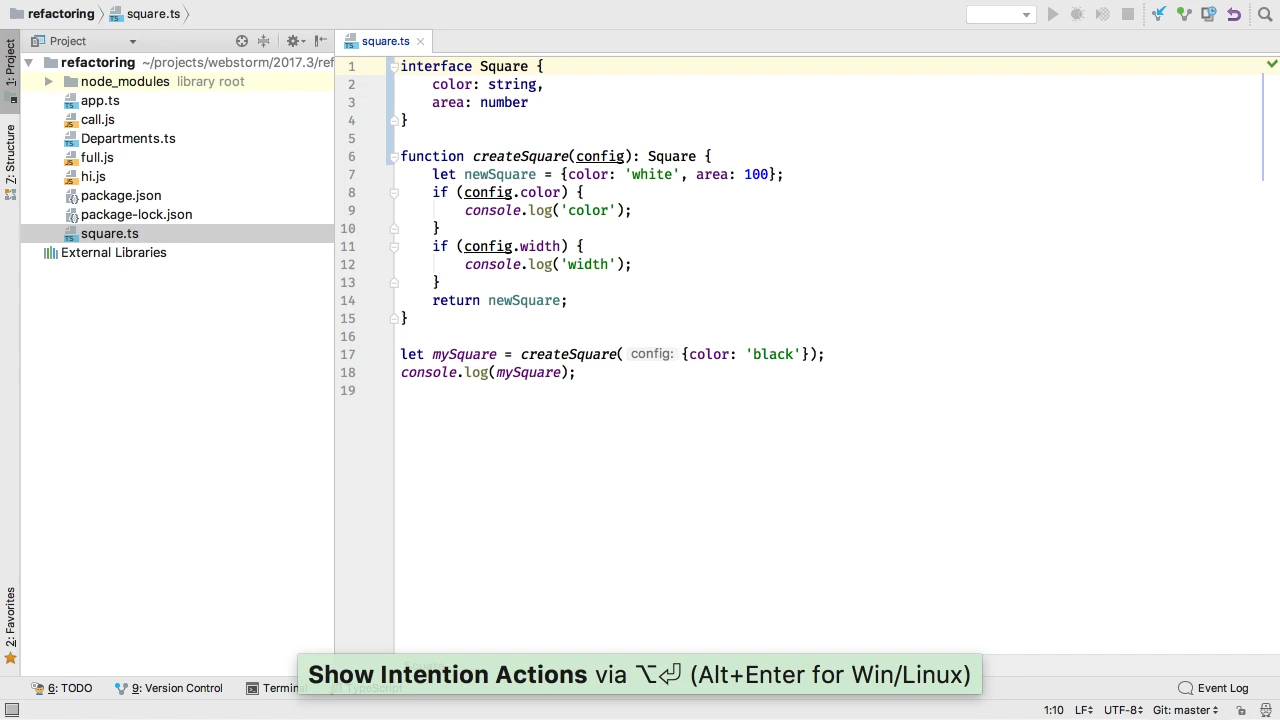 refactoring square.ts
1: Project
Z: Structure
2: Favorites
Project
refactoring ~/projects/webstorm/2017.3/ref
node_modules library root
app.ts
call.js
Departments.ts
full.js
hi.js
package.json
package-lock.json
square.ts
External Libraries
square.ts
1 interface Square {
2 color: string,
3 area: number
4 }
5
6 function createSquare(config): Square {
7 let newSquare = {color: 'white', area: 100};
8 if (config.color) {
9 console.log('color');
10 }
11 if (config.width) {
12 console.log('width');
13 }
14 return newSquare;
15 }
16
17 let mySquare = createSquare( config: {color: 'black'});
18 console.log(mySquare);
19
Show Intention Actions via ⌥⏎ (Alt+Enter for Win/Linux)
6: TODO 9: Version Control Termin TypeScript Event Log
1:10 LF÷ UTF-8÷ Git: master÷